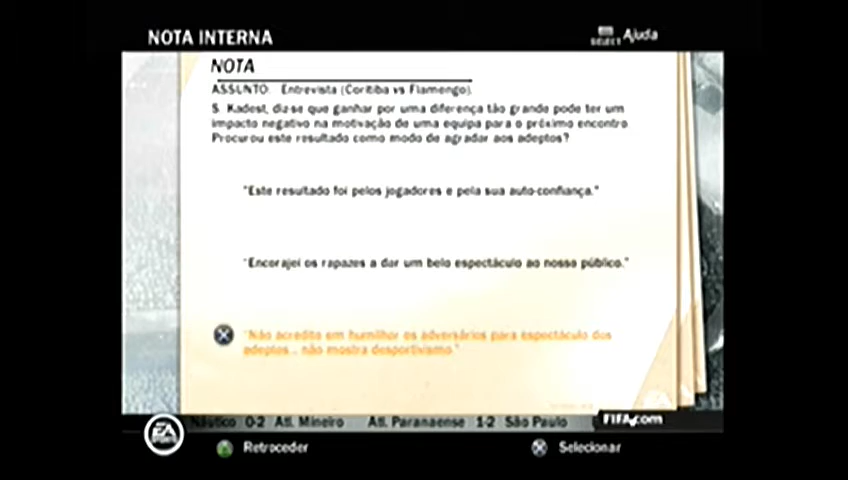 NOTA INTERNA
SELECT Ajuda
NOTA
ASSUNTO: Entrevista (Coritiba vs Flamengo).
S. Kadest, diz-se que ganhar por uma diferença tão grande pode ter um
impacto negativo na motivação de uma equipa para o próximo encontro.
Procurou este resultado como modo de agradar aos adeptos?
"Este resultado foi pelos jogadores e pela sua auto-confiança."
"Encorajei os rapazes a dar um belo espectáculo ao nosso público."
"Não acredito em humilhar os adversários para espectáculo dos
adeptos... não mostra desportivismo."
Náutico 0-2 Atl. Mineiro Atl. Paranaense 1-2 São Paulo
FIFA.com
EA SPORTS
Retroceder
Selecionar